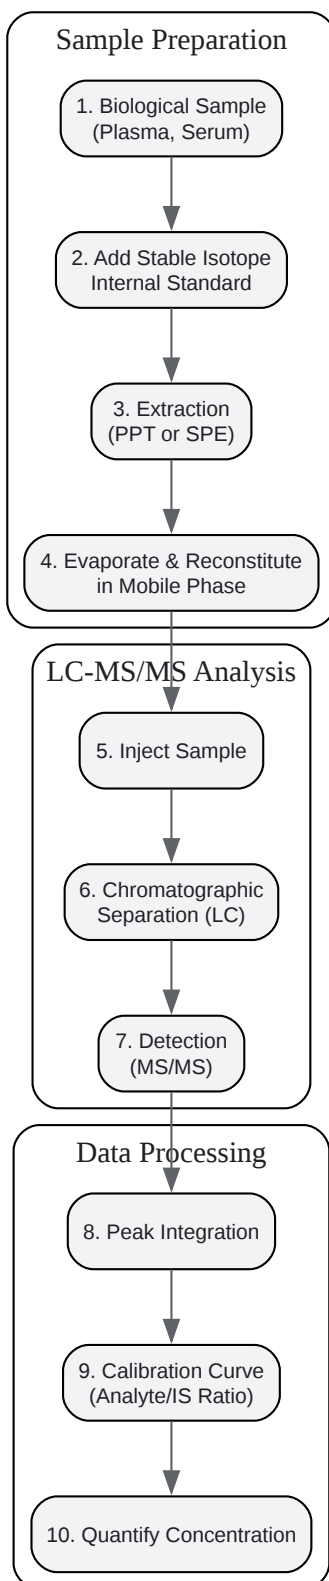 Sample Preparation
1. Biological Sample
(Plasma, Serum)
2. Add Stable Isotope
Internal Standard
3. Extraction
(PPT or SPE)
4. Evaporate & Reconstitute
in Mobile Phase
LC-MS/MS Analysis
5. Inject Sample
6. Chromatographic
Separation (LC)
7. Detection
(MS/MS)
Data Processing
8. Peak Integration
9. Calibration Curve
(Analyte/IS Ratio)
10. Quantify Concentration